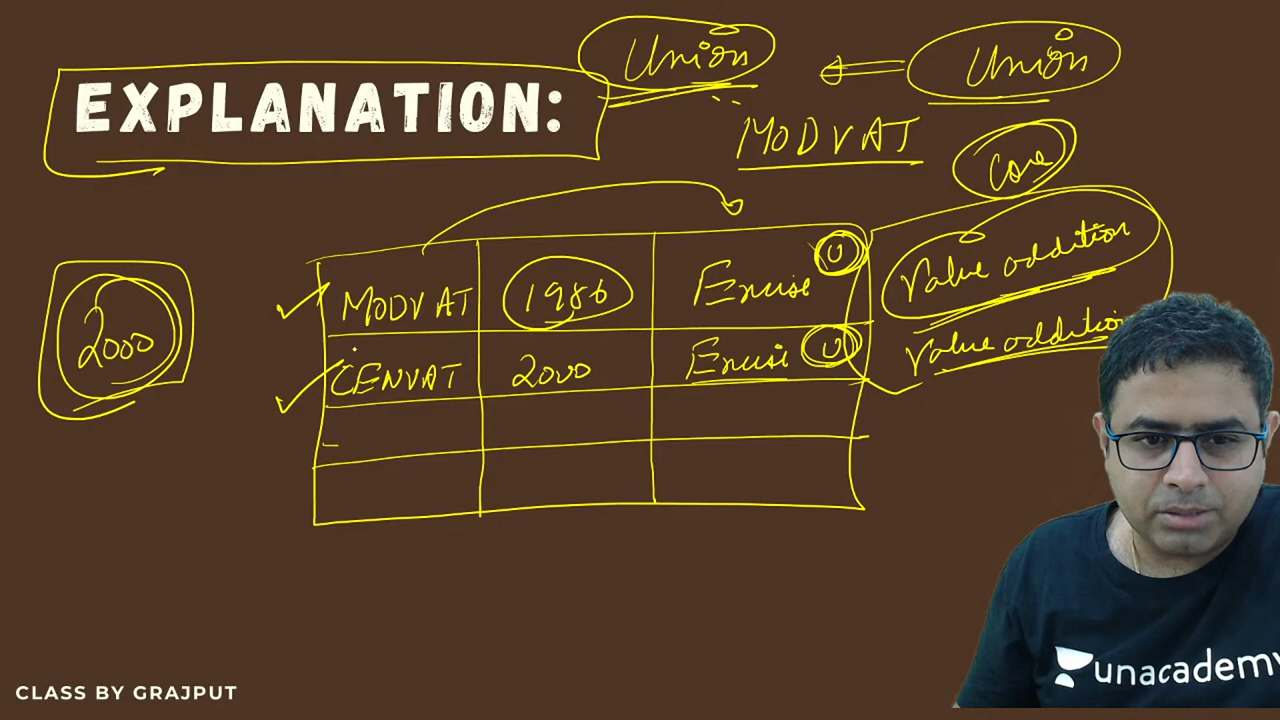 EXPLANATION:
Union
Union
MODVAT
Core
2000
MODVAT 1986 Excise U Value addition
CENVAT 2000 Excise U Value addition
unacademy
CLASS BY GRAJPUT